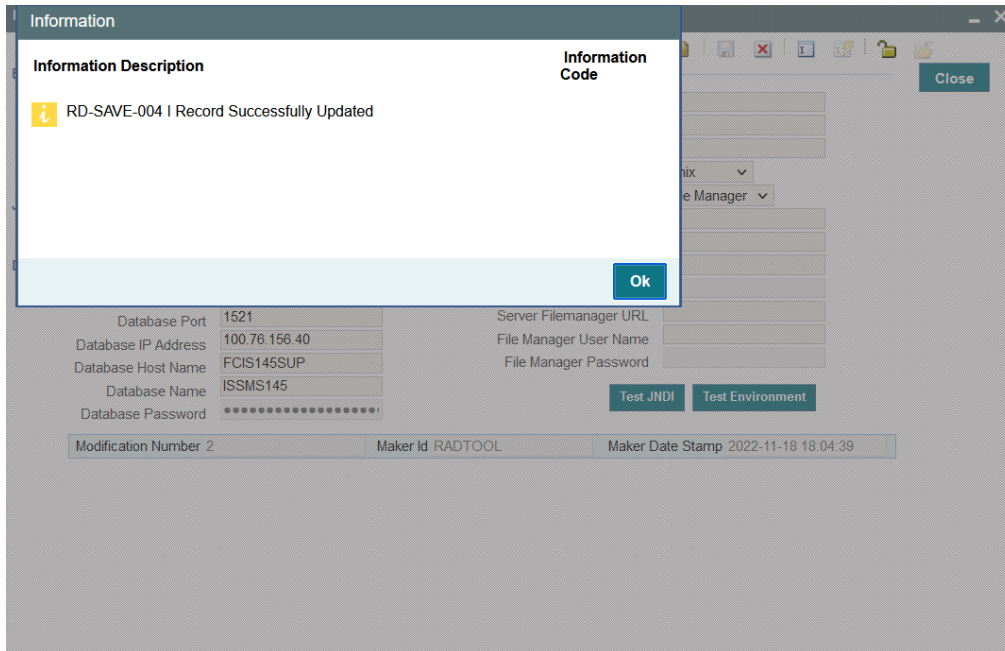 Information
Information Description
Information Code
RD-SAVE-004 I Record Successfully Updated
Ok
Close
e Manager
Database Port 1521
Server Filemanager URL
Database IP Address 100.76.156.40
File Manager User Name
Database Host Name FCIS145SUP
File Manager Password
Database Name ISSMS145
Test JNDI Test Environment
Database Password
Modification Number 2 Maker Id RADTOOL Maker Date Stamp 2022-11-18 18:04:39